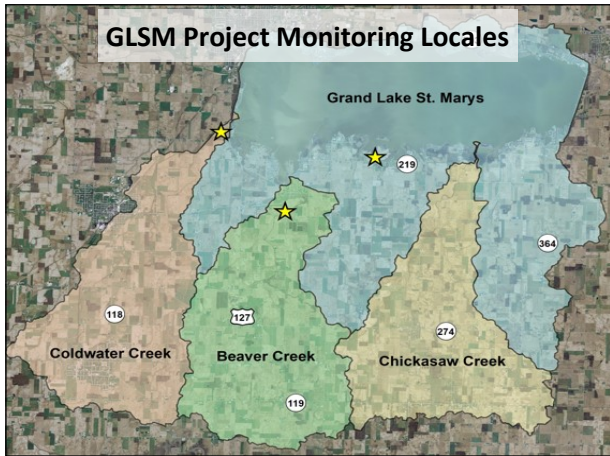 GLSM Project Monitoring Locales
Grand Lake St. Marys
219
364
118
127
274
Coldwater Creek
Beaver Creek
Chickasaw Creek
119